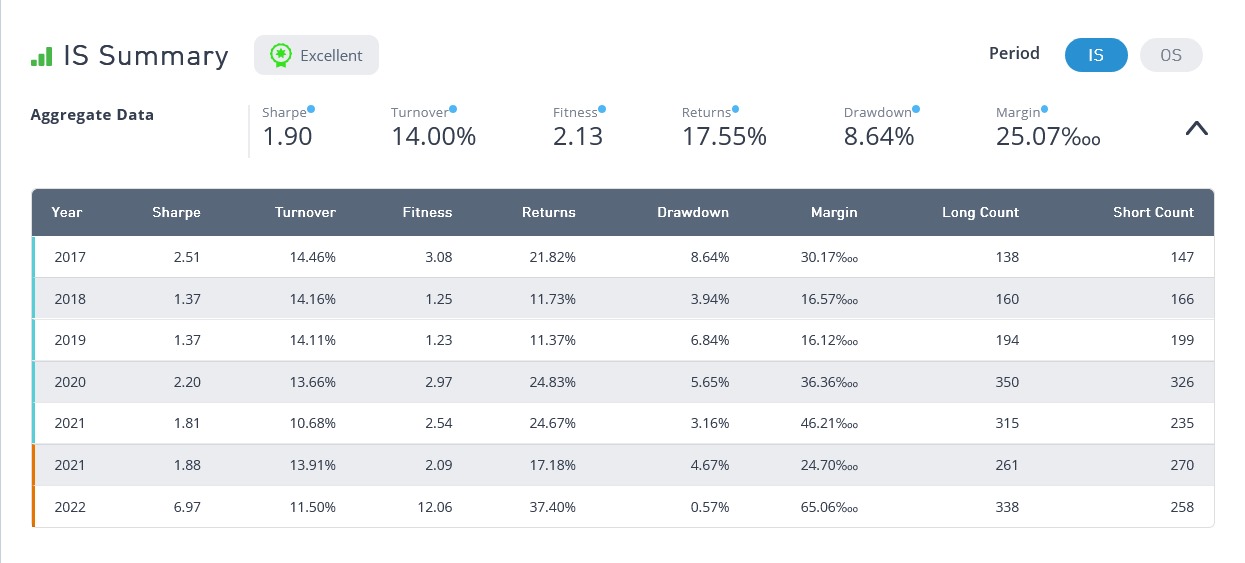 IS Summary Excellent Period IS OS
Aggregate Data Sharpe Turnover Fitness Returns Drawdown Margin
1.90 14.00% 2.13 17.55% 8.64% 25.07‱
Year Sharpe Turnover Fitness Returns Drawdown Margin Long Count Short Count
2017 2.51 14.46% 3.08 21.82% 8.64% 30.17‱ 138 147
2018 1.37 14.16% 1.25 11.73% 3.94% 16.57‱ 160 166
2019 1.37 14.11% 1.23 11.37% 6.84% 16.12‱ 194 199
2020 2.20 13.66% 2.97 24.83% 5.65% 36.36‱ 350 326
2021 1.81 10.68% 2.54 24.67% 3.16% 46.21‱ 315 235
2021 1.88 13.91% 2.09 17.18% 4.67% 24.70‱ 261 270
2022 6.97 11.50% 12.06 37.40% 0.57% 65.06‱ 338 258